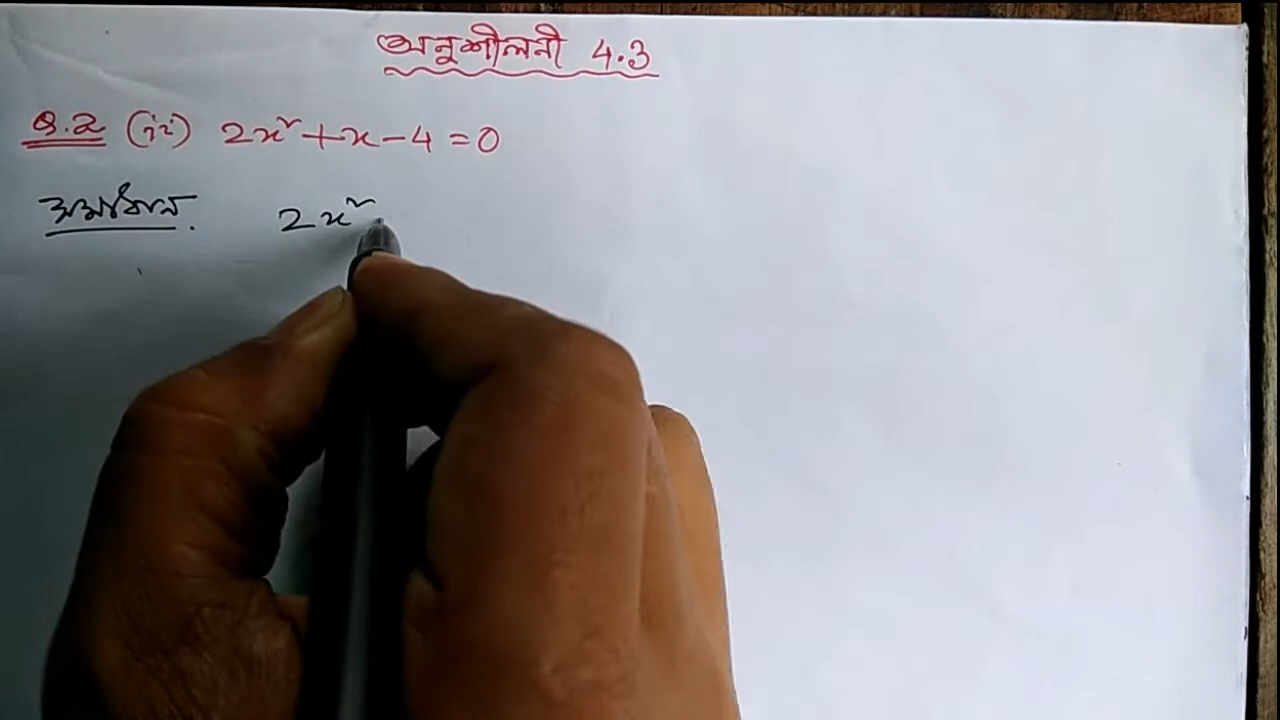 অনুশীলনী 4.3
Q.2 (ii) 2x² + x - 4 = 0
সমাধান. 2x²